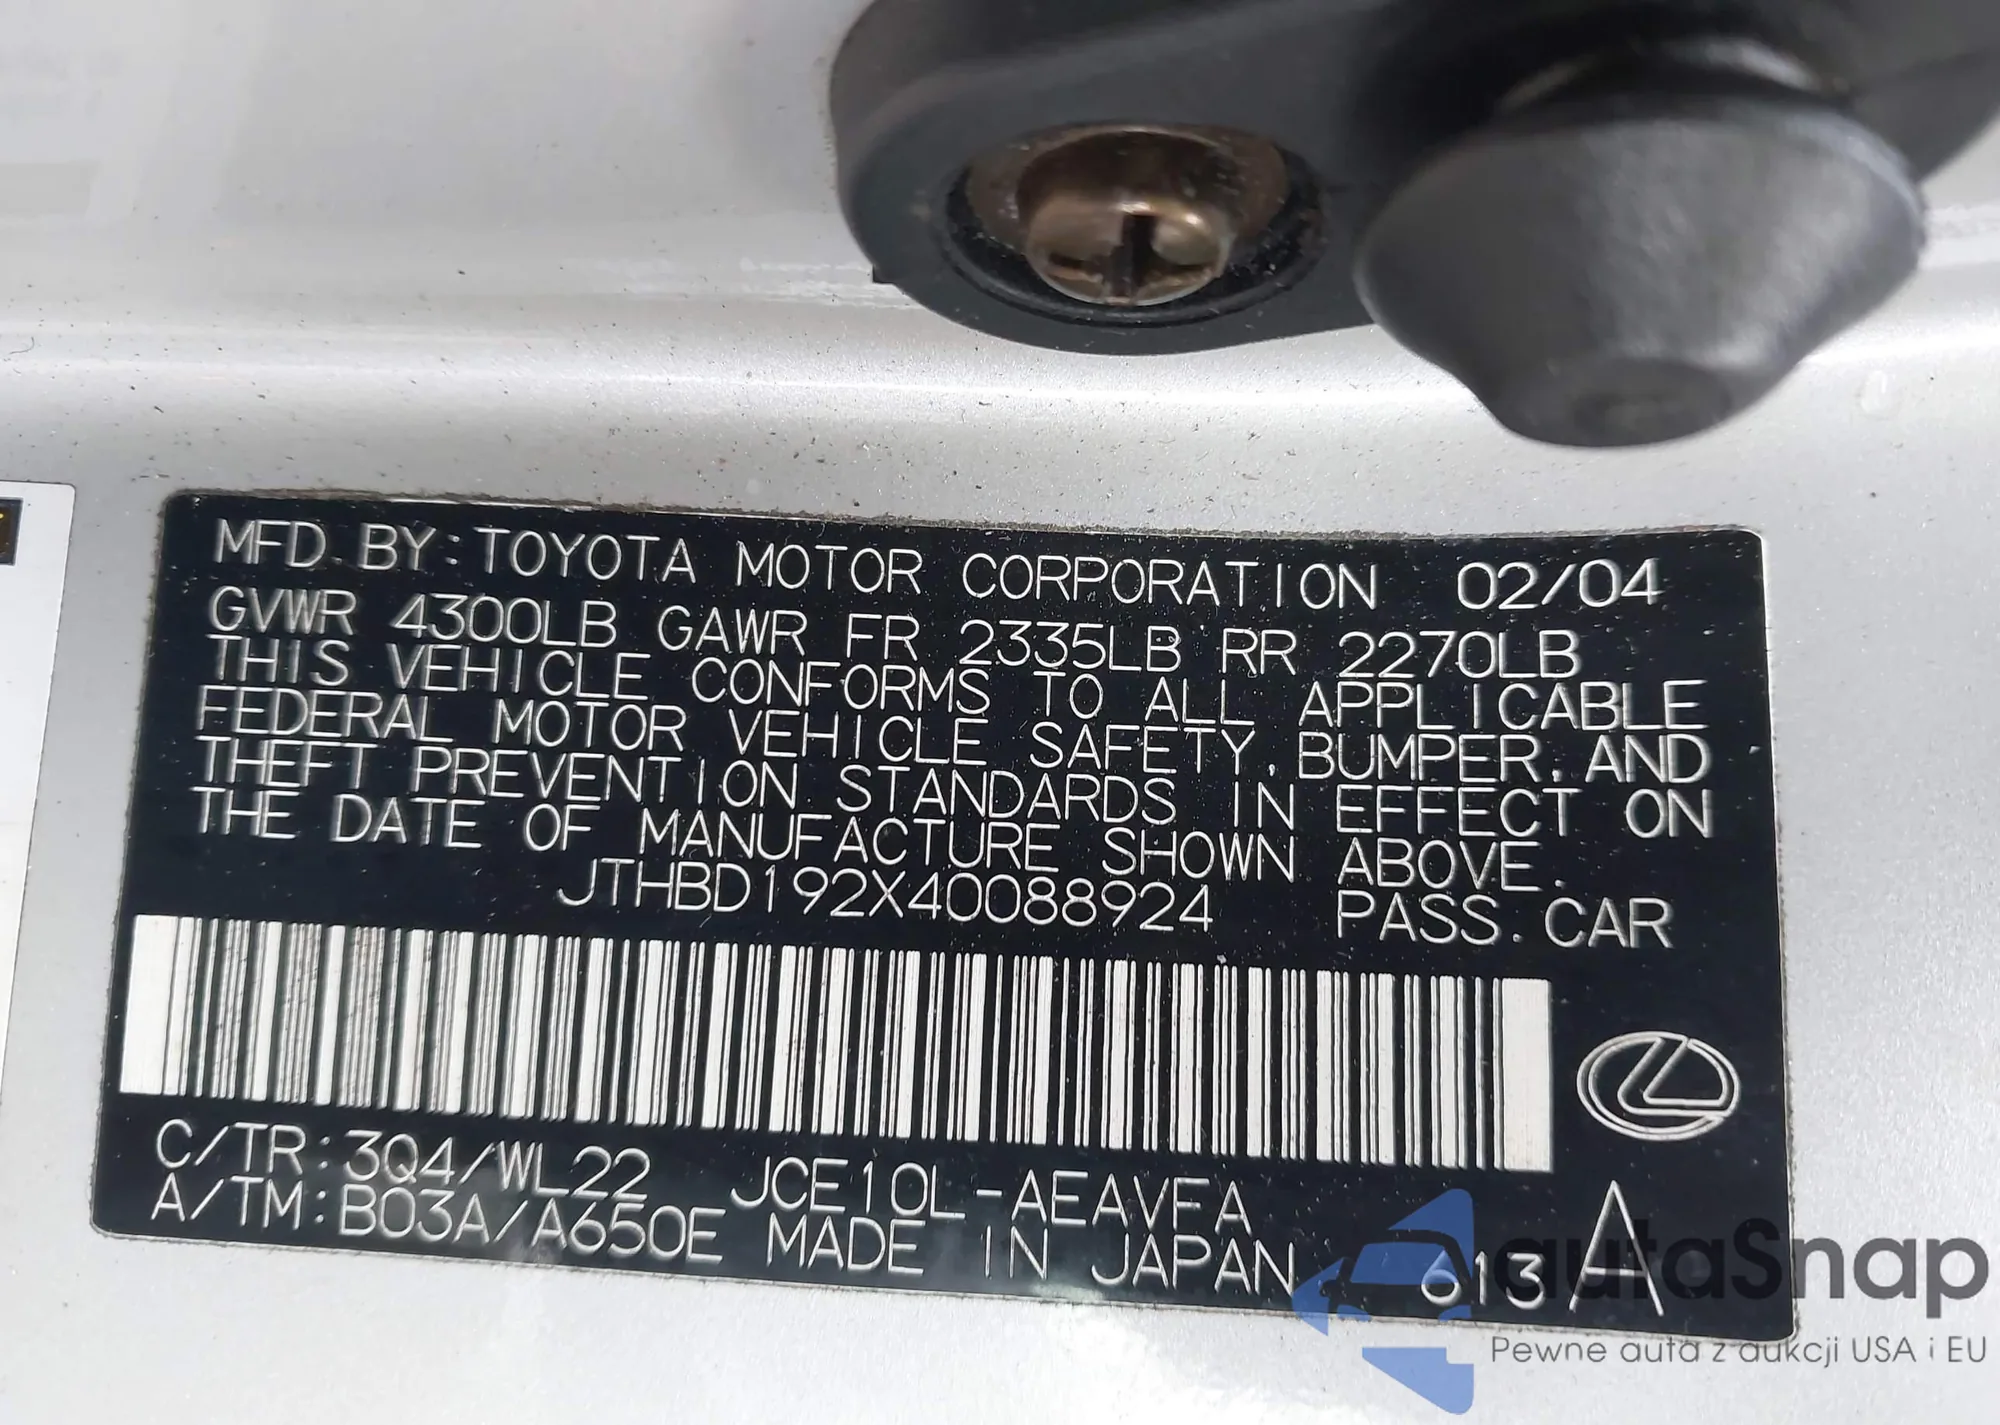 MFD BY:TOYOTA MOTOR CORPORATION 02/04
GVWR 4300LB GAWR FR 2335LB RR 2270LB
THIS VEHICLE CONFORMS TO ALL APPLICABLE
FEDERAL MOTOR VEHICLE SAFETY, BUMPER, AND
THEFT PREVENTION STANDARDS IN EFFECT ON
THE DATE OF MANUFACTURE SHOWN ABOVE.
JTHBD192X40088924 PASS. CAR
C/TR:3Q4/WL22 JCE10L-AEAVFA
A/TM:B03A/A650E MADE IN JAPAN 613 A
autaSnap
Pewne auta z aukcji USA i EU